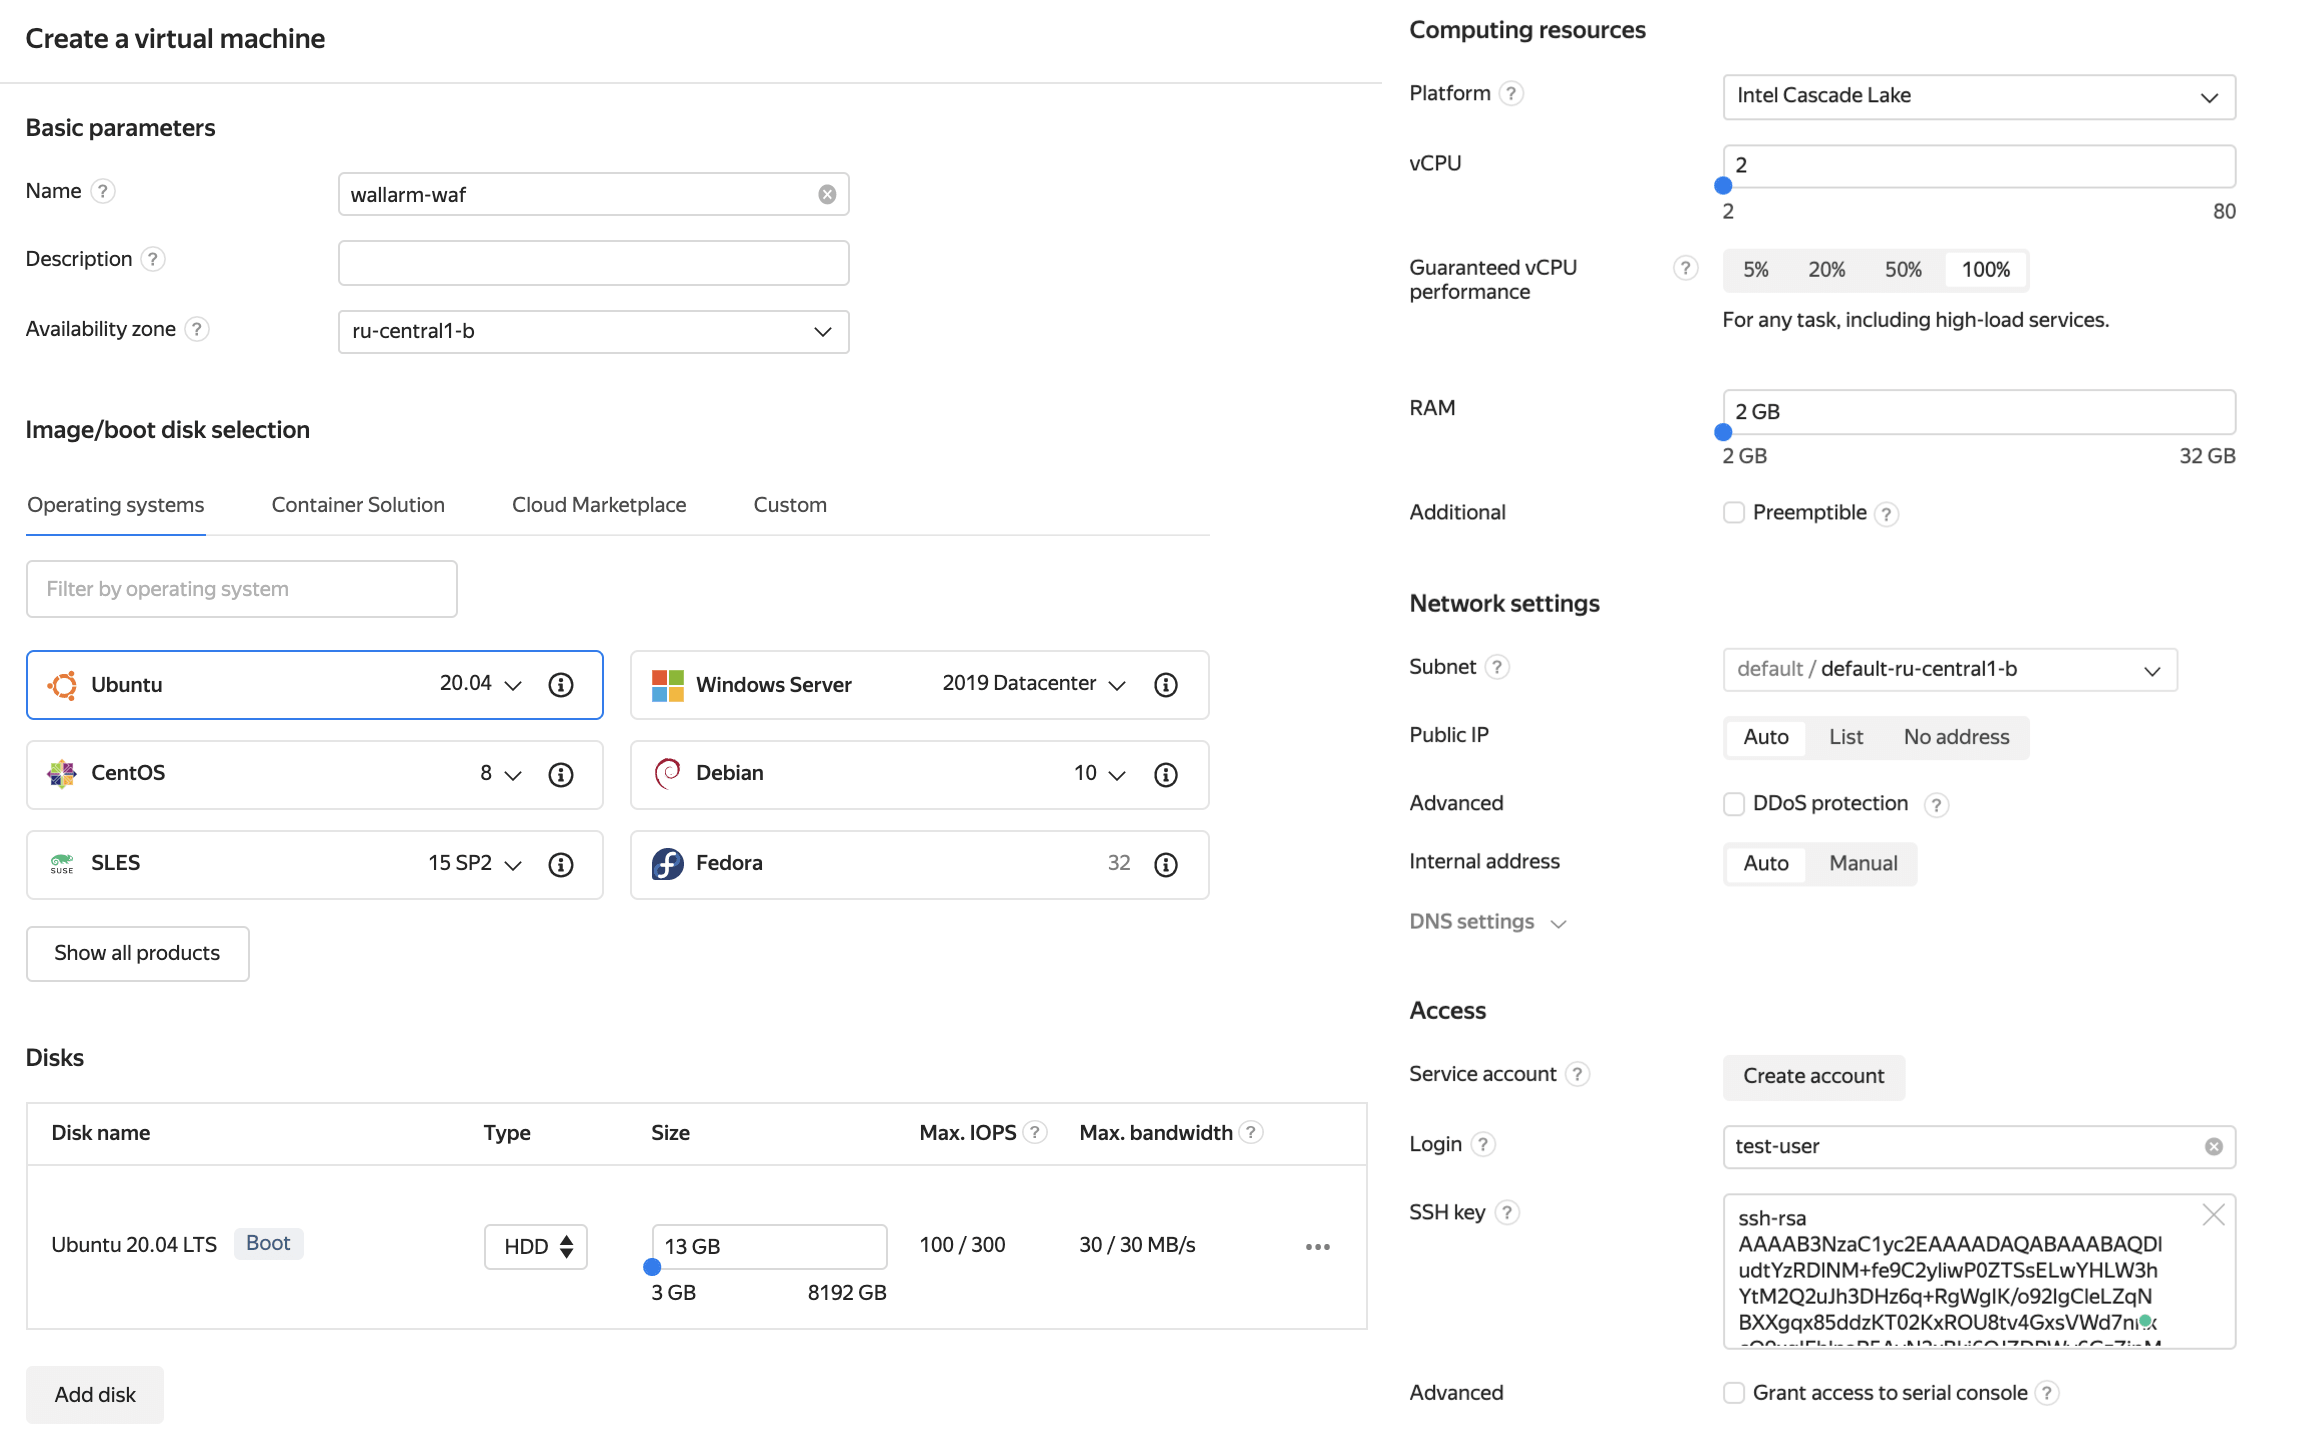 Create a virtual machine
Basic parameters
Name ?
wallarm-waf
Description ?
Availability zone ?
ru-central1-b
Image/boot disk selection
Operating systems
Container Solution
Cloud Marketplace
Custom
Filter by operating system
Ubuntu
20.04
Windows Server
2019 Datacenter
CentOS
8
Debian
10
SUSE
SLES
15 SP2
Fedora
32
Show all products
Disks
Disk name
Type
Size
Max. IOPS ?
Max. bandwidth ?
Ubuntu 20.04 LTS
Boot
HDD
13 GB
3 GB
8192 GB
100 / 300
30 / 30 MB/s
Add disk
Computing resources
Platform ?
Intel Cascade Lake
vCPU
2
2
80
Guaranteed vCPU
performance
?
5%
20%
50%
100%
For any task, including high-load services.
RAM
2 GB
2 GB
32 GB
Additional
Preemptible ?
Network settings
Subnet ?
default / default-ru-central1-b
Public IP
Auto
List
No address
Advanced
DDoS protection ?
Internal address
Auto
Manual
DNS settings
Access
Service account ?
Create account
Login ?
test-user
SSH key ?
ssh-rsa
Advanced
Grant access to serial console ?